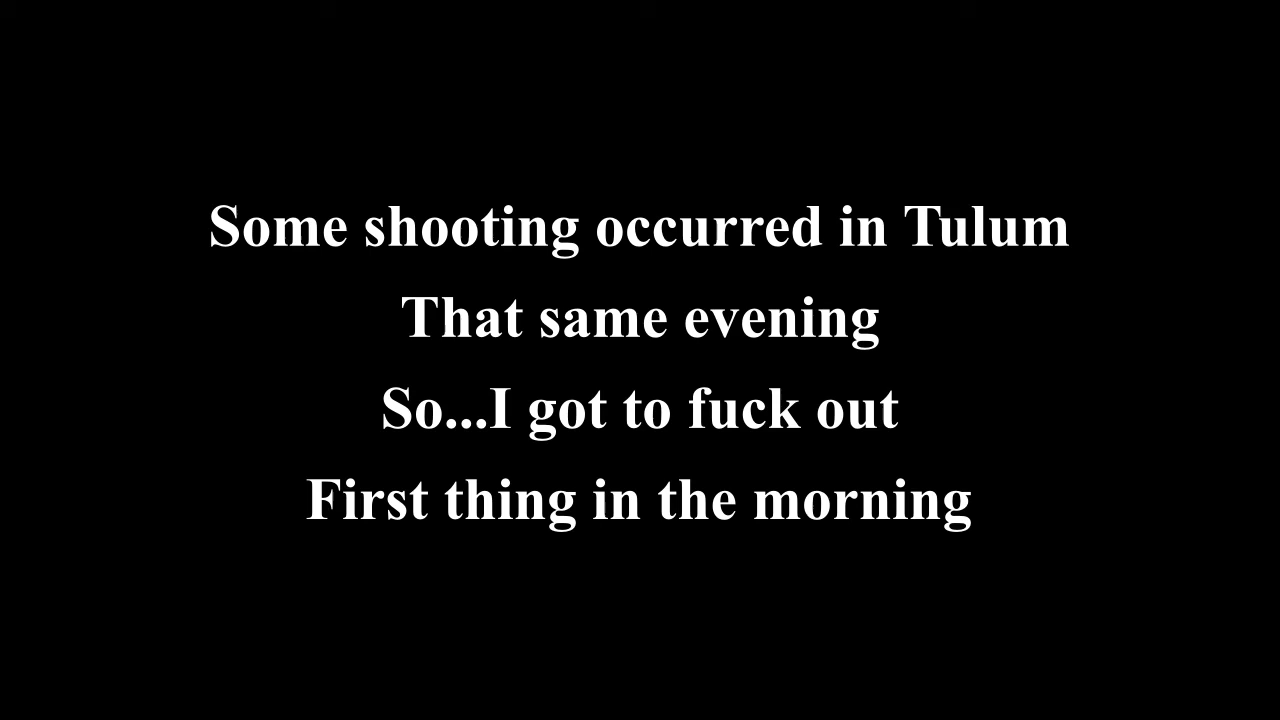 Some shooting occurred in Tulum
That same evening
So...I got to fuck out
First thing in the morning